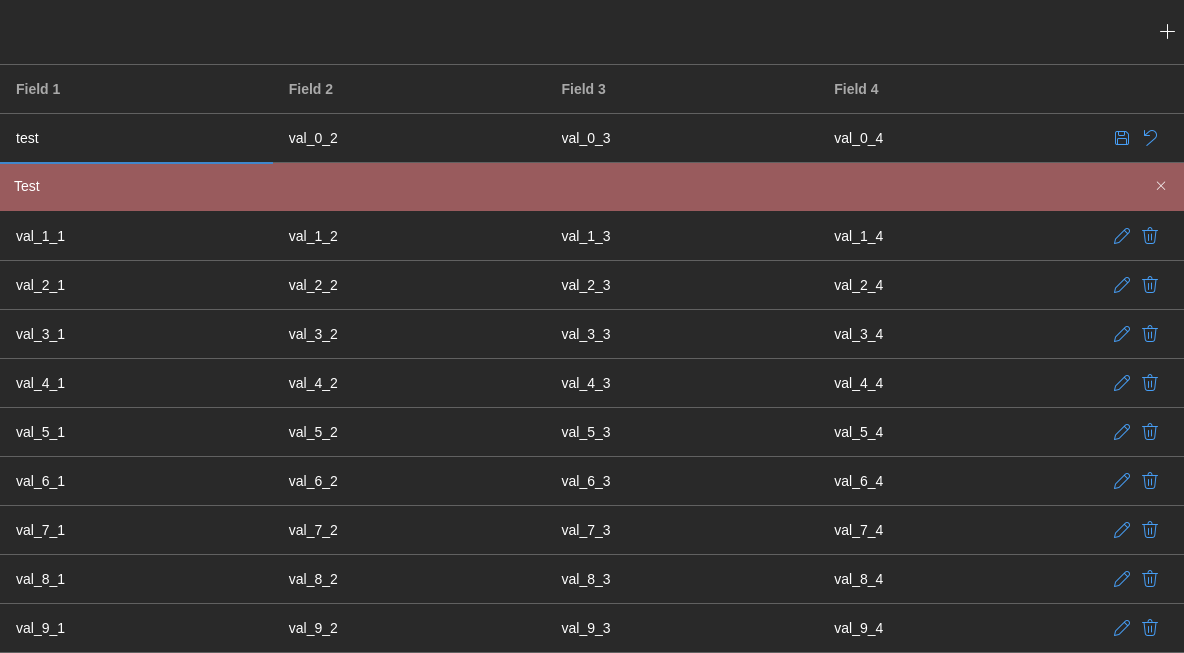 Field 1 Field 2 Field 3 Field 4
test val_0_2 val_0_3 val_0_4
Test
val_1_1 val_1_2 val_1_3 val_1_4
val_2_1 val_2_2 val_2_3 val_2_4
val_3_1 val_3_2 val_3_3 val_3_4
val_4_1 val_4_2 val_4_3 val_4_4
val_5_1 val_5_2 val_5_3 val_5_4
val_6_1 val_6_2 val_6_3 val_6_4
val_7_1 val_7_2 val_7_3 val_7_4
val_8_1 val_8_2 val_8_3 val_8_4
val_9_1 val_9_2 val_9_3 val_9_4